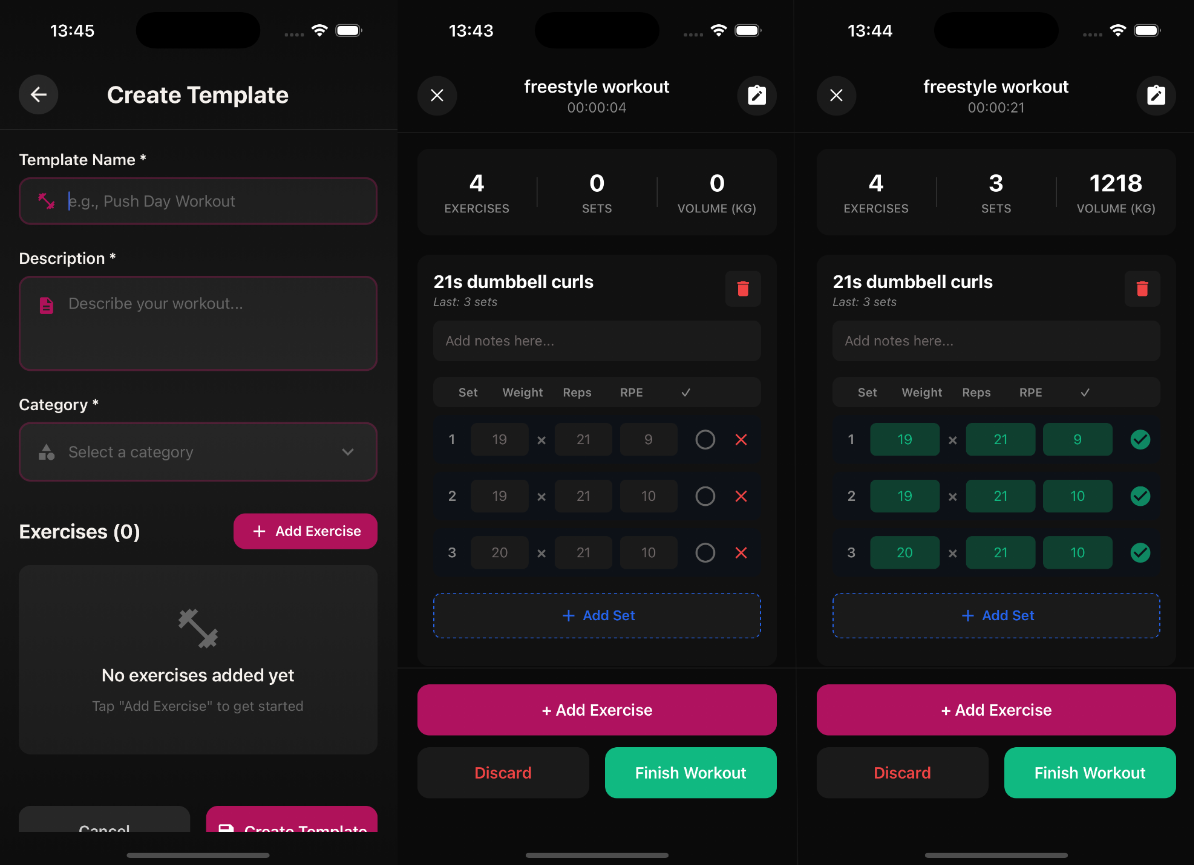 13:45
Create Template
Template Name *
e.g., Push Day Workout
Description *
Describe your workout...
Category *
Select a category
Exercises (0)
+ Add Exercise
No exercises added yet
Tap "Add Exercise" to get started
Cancel
Create Template
13:43
freestyle workout
00:00:04
4 0 0
EXERCISES SETS VOLUME (KG)
21s dumbbell curls
Last: 3 sets
Add notes here...
Set Weight Reps RPE ✓
1 19 × 21 9
2 19 × 21 10
3 20 × 21 10
+ Add Set
+ Add Exercise
Discard Finish Workout
13:44
freestyle workout
00:00:21
4 3 1218
EXERCISES SETS VOLUME (KG)
21s dumbbell curls
Last: 3 sets
Add notes here...
Set Weight Reps RPE ✓
1 19 × 21 9
2 19 × 21 10
3 20 × 21 10
+ Add Set
+ Add Exercise
Discard Finish Workout